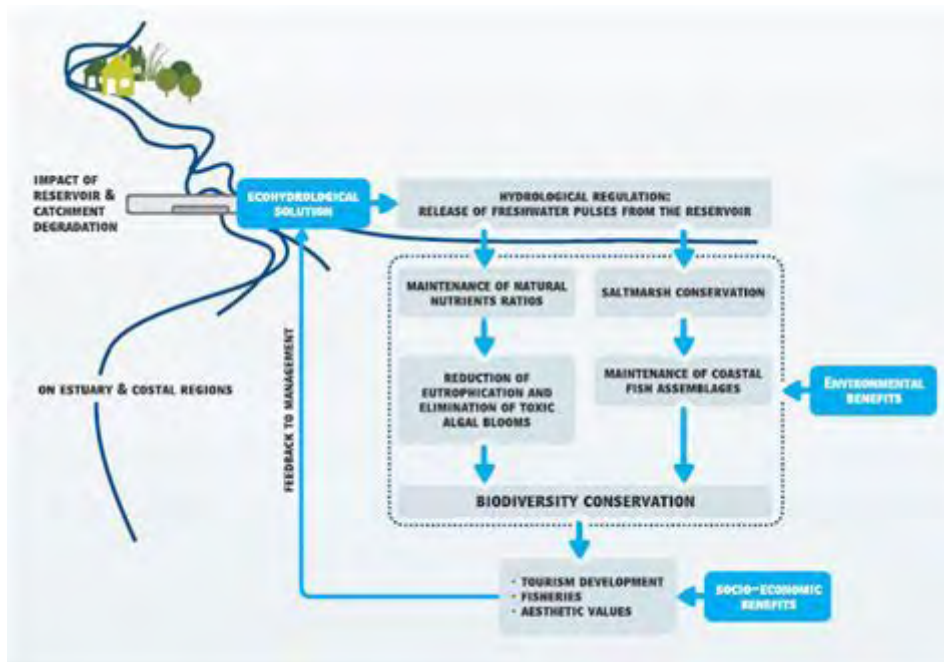 IMPACT OF
RESERVOIR &
CATCHMENT
DEGRADATION
ECOHYDROLOGICAL
SOLUTION
HYDROLOGICAL REGULATION:
RELEASE OF FRESHWATER PULSES FROM THE RESERVOIR
MAINTENANCE OF NATURAL
NUTRIENTS RATIOS
SALTMARSH CONSERVATION
ON ESTUARY & COSTAL REGIONS
REDUCTION OF
EUTROPHICATION AND
ELIMINATION OF TOXIC
ALGAL BLOOMS
MAINTENANCE OF COASTAL
FISH ASSEMBLAGES
ENVIRONMENTAL
BENEFITS
FEEDBACK TO MANAGEMENT
BIODIVERSITY CONSERVATION
· TOURISM DEVELOPMENT
· FISHERIES
· AESTHETIC VALUES
SOCIO-ECONOMIC
BENEFITS